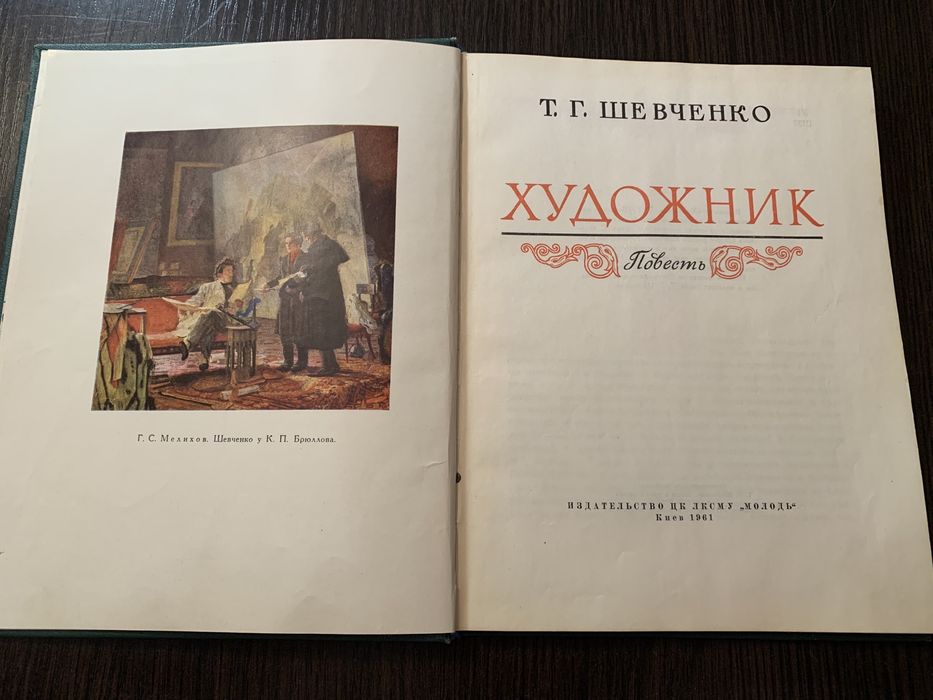 Г. С. Мелихов. Шевченко у К. П. Брюллова.
Т. Г. ШЕВЧЕНКО
ХУДОЖНИК
Повесть
ИЗДАТЕЛЬСТВО ЦК ЛКСМУ „МОЛОДЬ“
Киев 1961